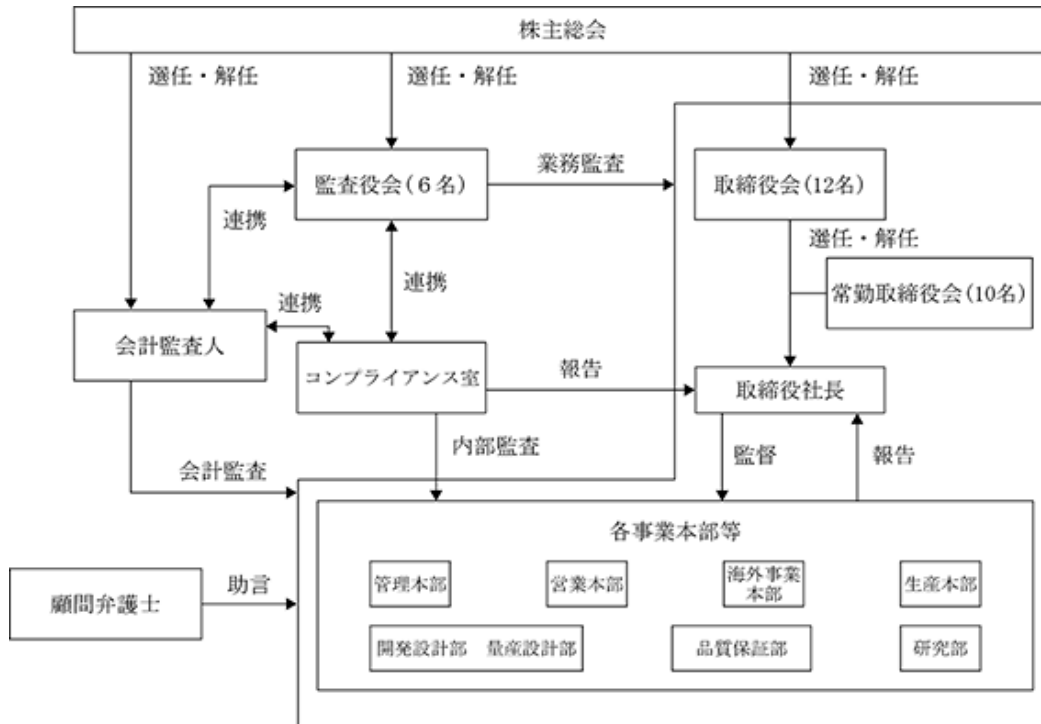 株主総会
選任・解任
選任・解任
選任・解任
監査役会(6名)
業務監査
取締役会(12名)
連携
選任・解任
連携
常勤取締役会(10名)
連携
会計監査人
コンプライアンス室
報告
取締役社長
内部監査
監督
報告
会計監査
各事業本部等
管理本部
営業本部
海外事業
本部
生産本部
顧問弁護士
助言
開発設計部 量産設計部
品質保証部
研究部